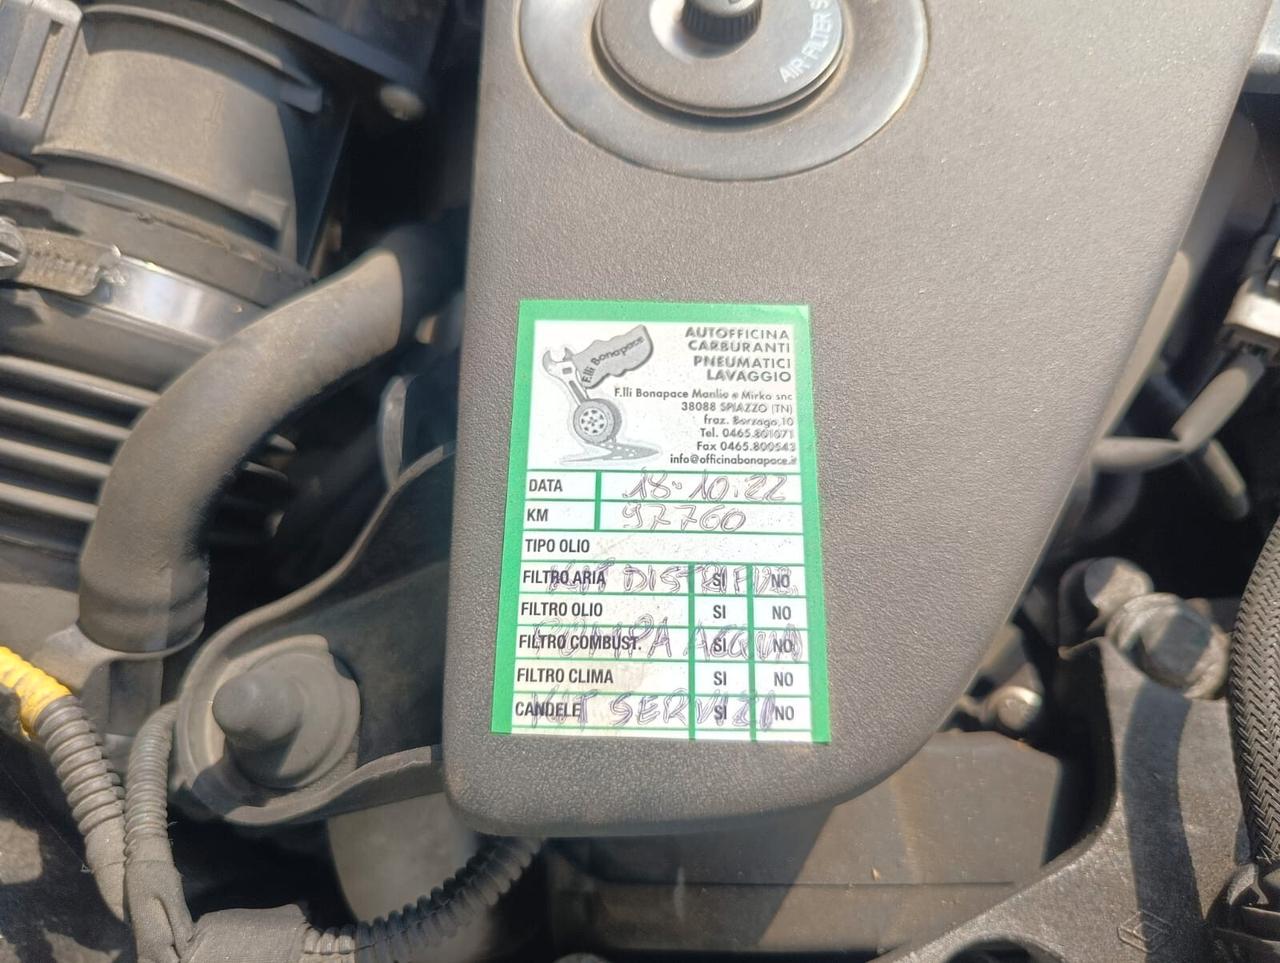 AIR FILTER
F.lli Bonapace
AUTOFFICINA
CARBURANTI
PNEUMATICI
LAVAGGIO
F.lli Bonapace Manlio e Mirko snc
38088 SPIAZZO (TN)
fraz. Borzago,10
Tel. 0465.801071
Fax 0465.800543
info@officinabonapace.it
DATA 18.10.22
KM 97760
TIPO OLIO
FILTRO ARIA SI NO
KIT DISTRIBUZ
FILTRO OLIO SI NO
FILTRO COMBUST. SI NO
POMPA ACQUA
FILTRO CLIMA SI NO
CANDELE SI NO
KIT SERVIZI